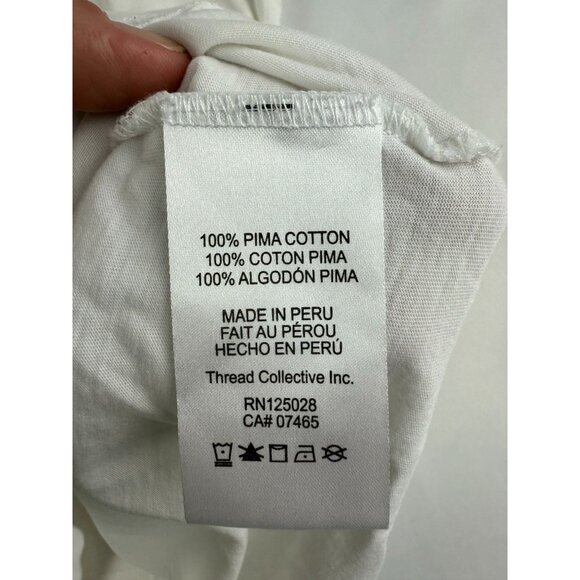 100% PIMA COTTON
100% COTON PIMA
100% ALGODÓN PIMA
MADE IN PERU
FAIT AU PÉROU
HECHO EN PERÚ
Thread Collective Inc.
RN125028
CA# 07465